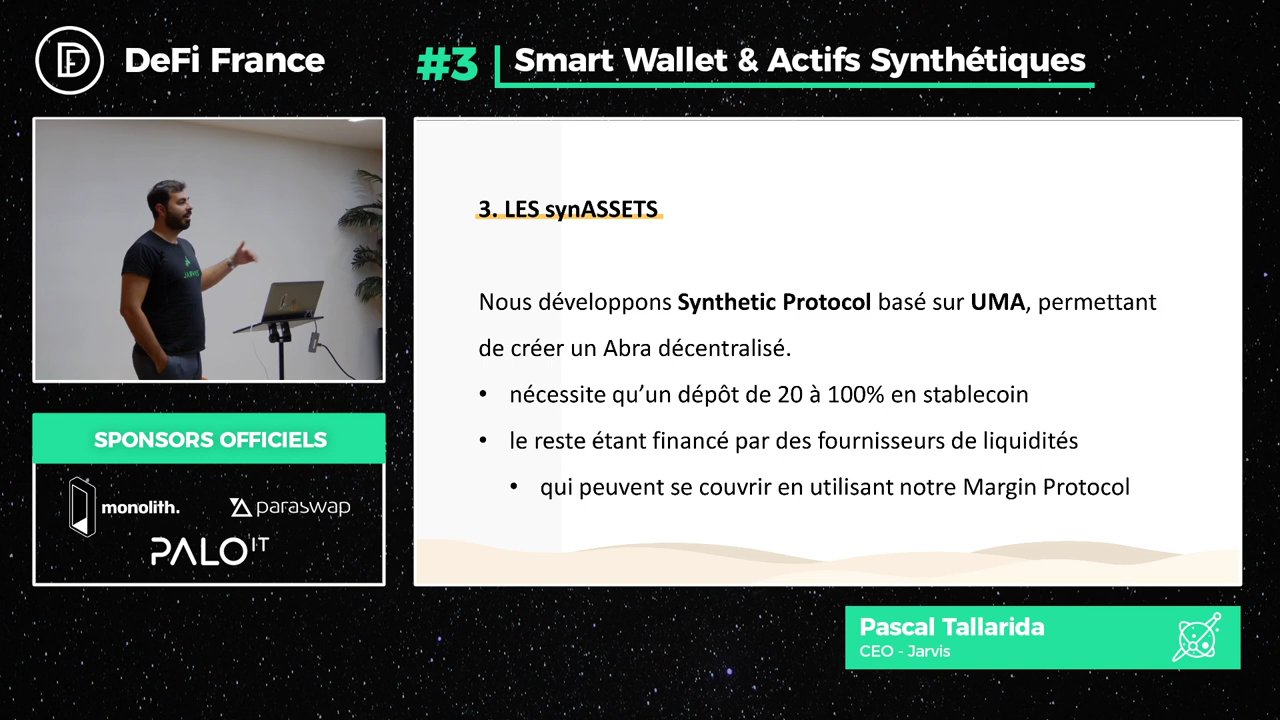 DeFi France
#3 Smart Wallet & Actifs Synthétiques
JARVIS
3. LES synASSETS
Nous développons Synthetic Protocol basé sur UMA, permettant
de créer un Abra décentralisé.
• nécessite qu’un dépôt de 20 à 100% en stablecoin
• le reste étant financé par des fournisseurs de liquidités
• qui peuvent se couvrir en utilisant notre Margin Protocol
SPONSORS OFFICIELS
monolith.
paraswap
PALO IT
Pascal Tallarida
CEO - Jarvis